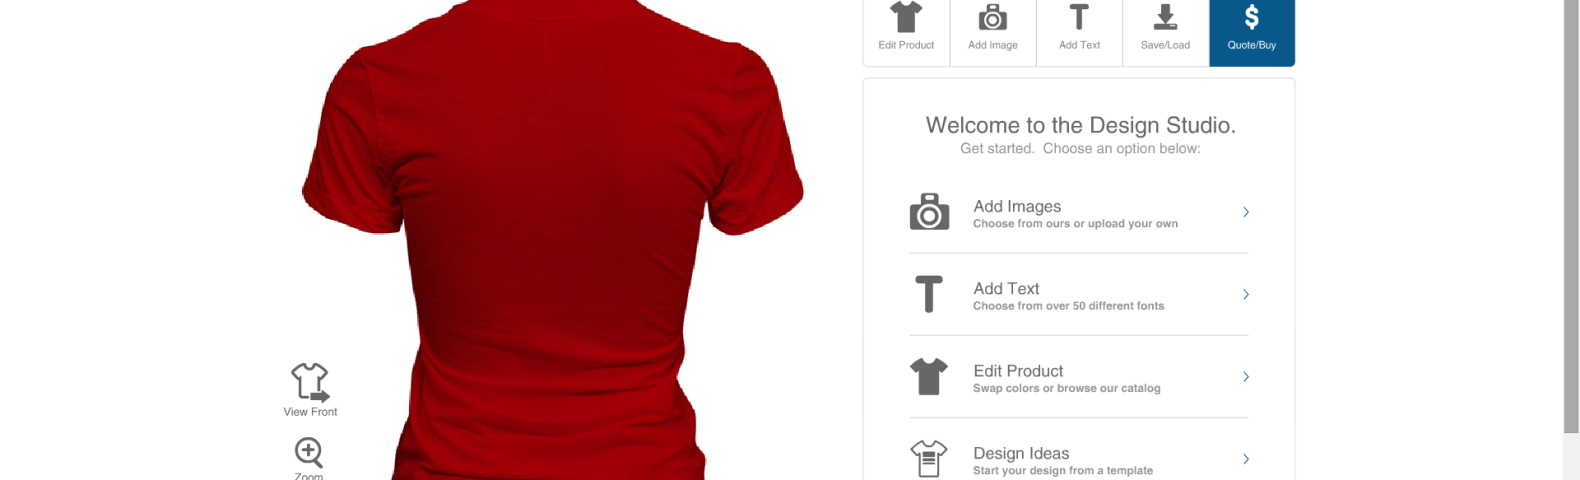 Edit Product
Add Image
Add Text
Save/Load
Quote/Buy
Welcome to the Design Studio.
Get started. Choose an option below:
Add Images
Choose from ours or upload your own
Add Text
Choose from over 50 different fonts
Edit Product
Swap colors or browse our catalog
Design Ideas
Start your design from a template
View Front
Zoom